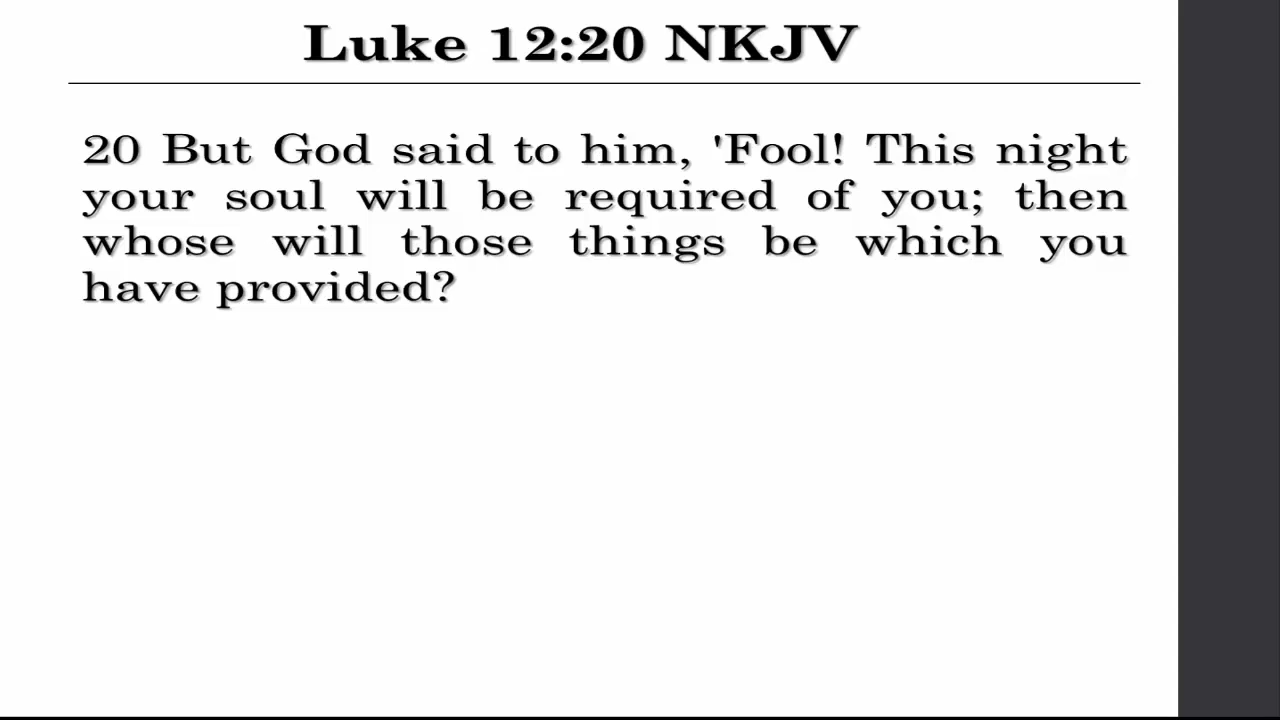 Luke 12:20 NKJV
20 But God said to him, 'Fool! This night
your soul will be required of you; then
whose will those things be which you
have provided?